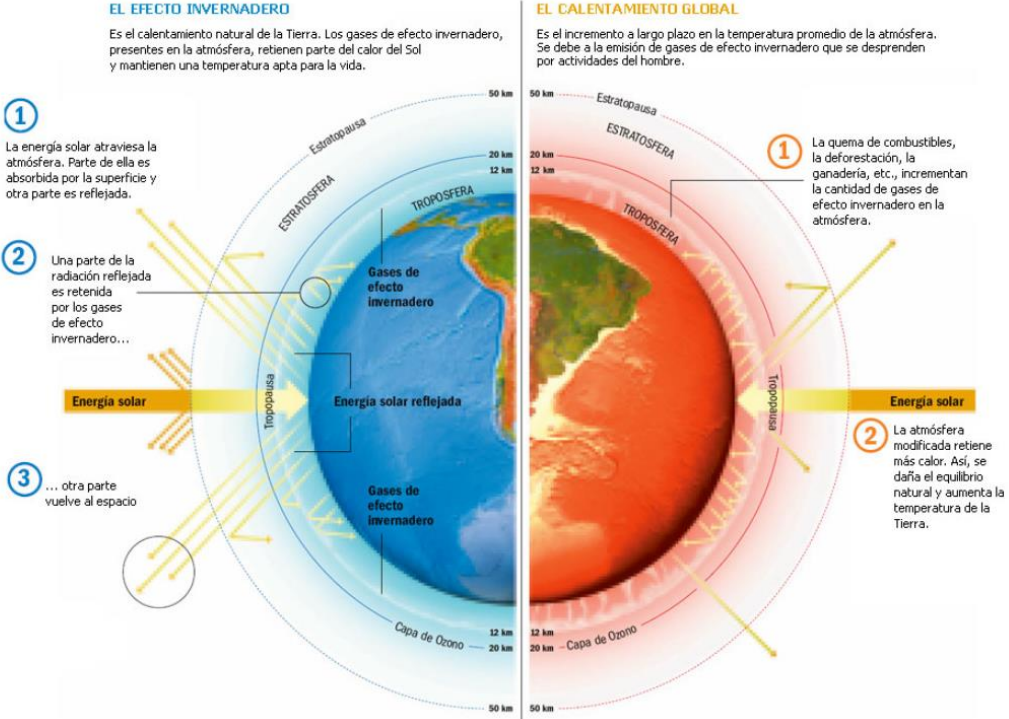 EL EFECTO INVERNADERO
Es el calentamiento natural de la Tierra. Los gases de efecto invernadero,
presentes en la atmósfera, retienen parte del calor del Sol
y mantienen una temperatura apta para la vida.
1
La energía solar atraviesa la
atmósfera. Parte de ella es
absorbida por la superficie y
otra parte es reflejada.
2
Una parte de la
radiación reflejada
es retenida
por los gases
de efecto
invernadero...
Energía solar
3
... otra parte
vuelve al espacio
50 km
Estratopausa
20 km
12 km
ESTRATOSFERA
TROPOSFERA
Gases de
efecto
invernadero
Tropopausa
Energía solar reflejada
Gases de
efecto
invernadero
Capa de Ozono
12 km
20 km
50 km
EL CALENTAMIENTO GLOBAL
Es el incremento a largo plazo en la temperatura promedio de la atmósfera.
Se debe a la emisión de gases de efecto invernadero que se desprenden
por actividades del hombre.
50 km
Estratopausa
ESTRATOSFERA
20 km
12 km
TROPOSFERA
1
La quema de combustibles,
la deforestación, la
ganadería, etc., incrementan
la cantidad de gases de
efecto invernadero en la
atmósfera.
Tropopausa
Energía solar
2
La atmósfera
modificada retiene
más calor. Así, se
daña el equilibrio
natural y aumenta la
temperatura de la
Tierra.
12 km
20 km
Capa de Ozono
50 km